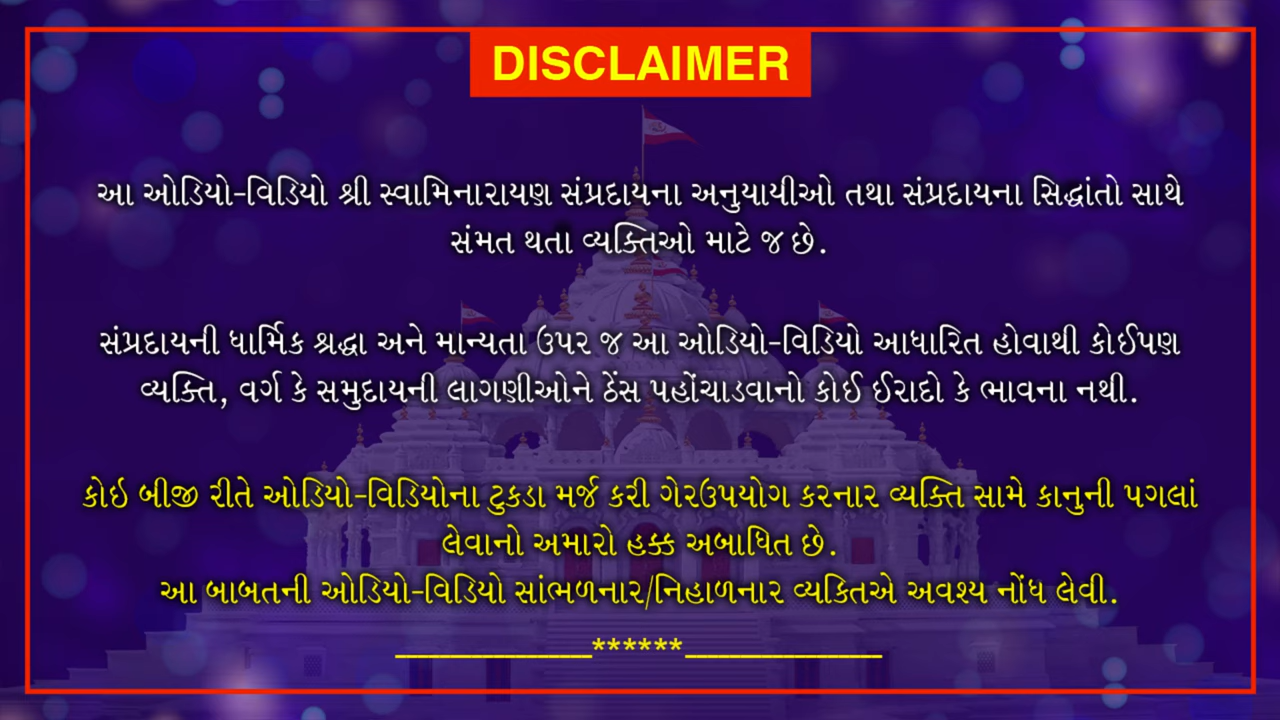 DISCLAIMER
આ ઓડિયો-વિડિયો શ્રી સ્વામિનારાયણ સંપ્રદાયના અનુયાયીઓ તથા સંપ્રદાયના સિદ્ધાંતો સાથે
સંમત થતા વ્યક્તિઓ માટે જ છે.
સંપ્રદાયની ધાર્મિક શ્રદ્ધા અને માન્યતા ઉપર જ આ ઓડિયો-વિડિયો આધારિત હોવાથી કોઈપણ
વ્યક્તિ, વર્ગ કે સમુદાયની લાગણીઓને ઠેંસ પહોંચાડવાનો કોઈ ઈરાદો કે ભાવના નથી.
કોઇ બીજી રીતે ઓડિયો-વિડિયોના ટુકડા મર્જ કરી ગેરઉપયોગ કરનાર વ્યક્તિ સામે કાનુની પગલાં
લેવાનો અમારો હક્ક અબાધિત છે.
આ બાબતની ઓડિયો-વિડિયો સાંભળનાર/નિહાળનાર વ્યકિતએ અવશ્ય નોંધ લેવી.
________________******________________